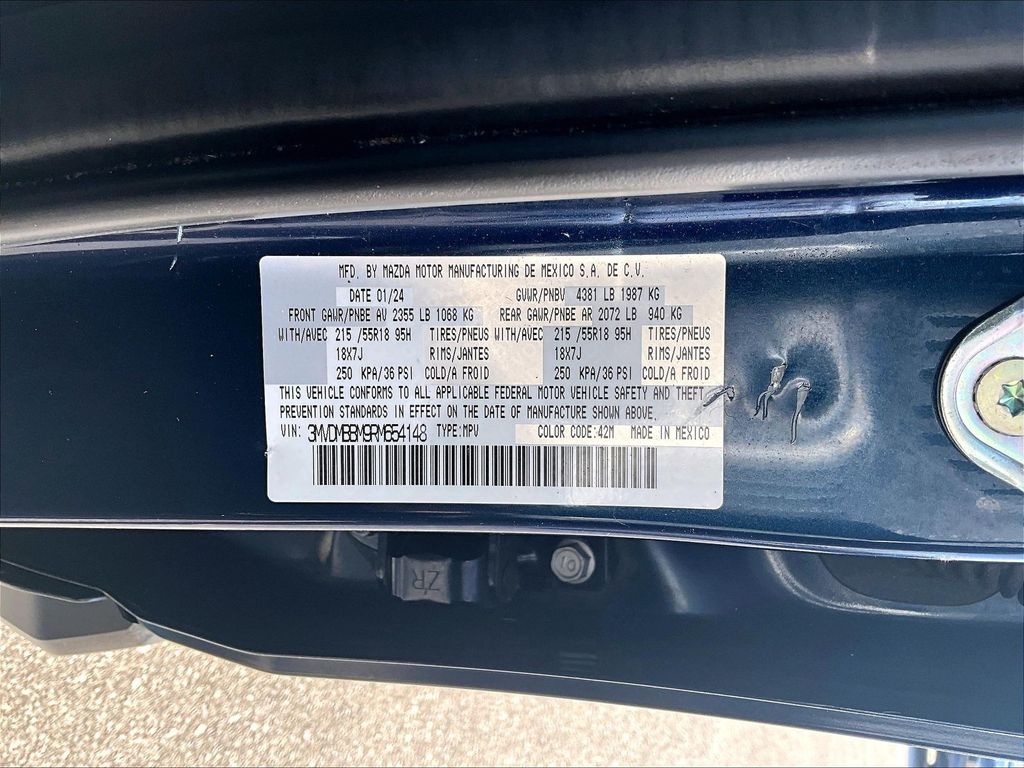 MFD. BY MAZDA MOTOR MANUFACTURING DE MEXICO S.A. DE C.V.
DATE 01/24 GVWR/PNBV 4381 LB 1987 KG
FRONT GAWR/PNBE AV 2355 LB 1068 KG REAR GAWR/PNBE AR 2072 LB 940 KG
WITH/AVEC 215 /55R18 95H TIRES/PNEUS WITH/AVEC 215 /55R18 95H TIRES/PNEUS
18X7J RIMS/JANTES 18X7J RIMS/JANTES
250 KPA/36 PSI COLD/A FROID 250 KPA/36 PSI COLD/A FROID
THIS VEHICLE CONFORMS TO ALL APPLICABLE FEDERAL MOTOR VEHICLE SAFETY AND THEFT
PREVENTION STANDARDS IN EFFECT ON THE DATE OF MANUFACTURE SHOWN ABOVE.
VIN: 3MVDMBBM9RM654148 TYPE:MPV COLOR CODE:42M MADE IN MEXICO
ZR
10